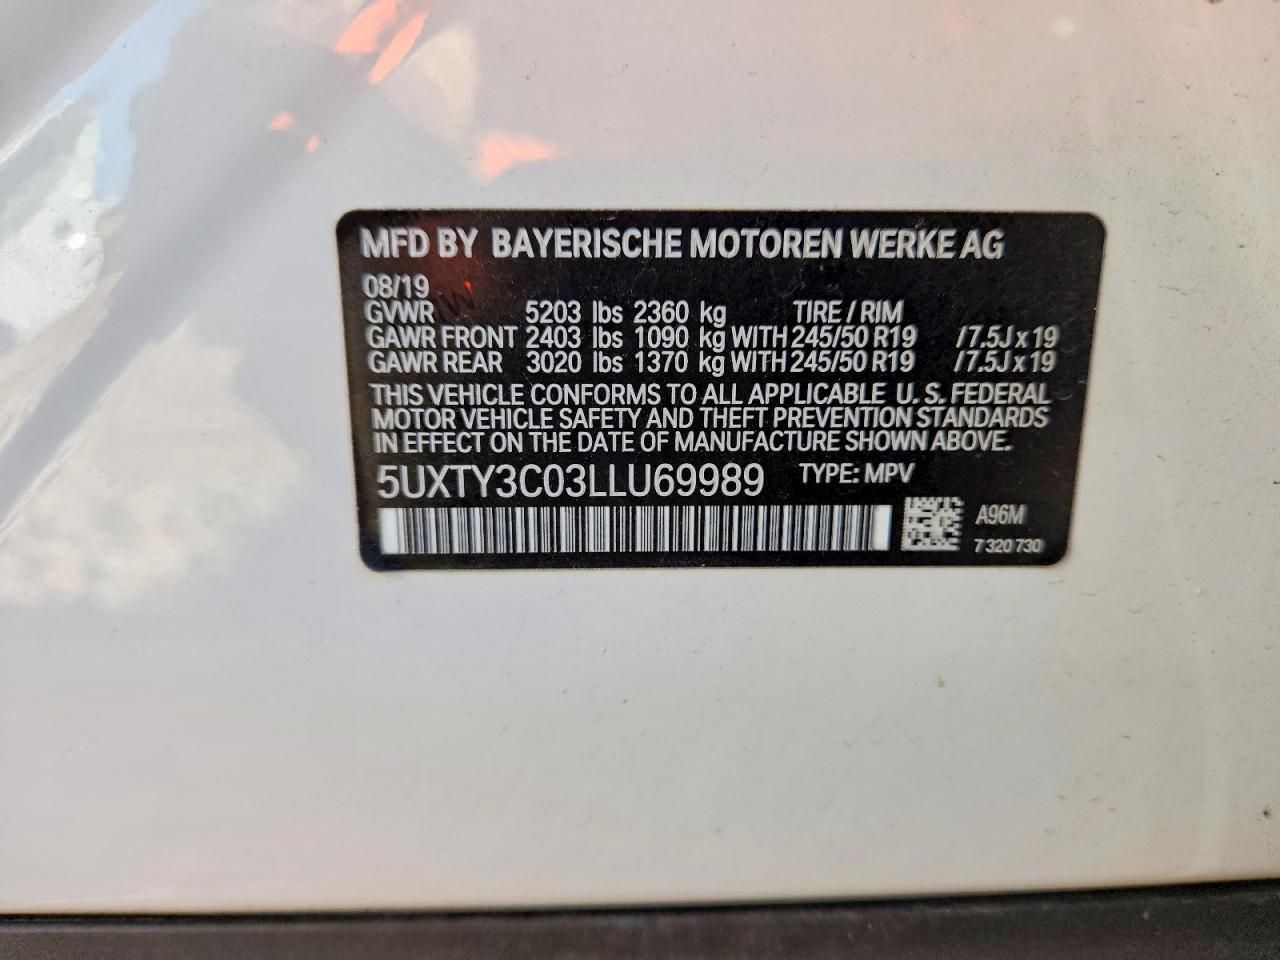 MFD BY BAYERISCHE MOTOREN WERKE AG
08/19
GVWR 5203 lbs 2360 kg TIRE / RIM
GAWR FRONT 2403 lbs 1090 kg WITH 245/50 R19 /7.5J x 19
GAWR REAR 3020 lbs 1370 kg WITH 245/50 R19 /7.5J x 19
THIS VEHICLE CONFORMS TO ALL APPLICABLE U. S. FEDERAL
MOTOR VEHICLE SAFETY AND THEFT PREVENTION STANDARDS
IN EFFECT ON THE DATE OF MANUFACTURE SHOWN ABOVE.
5UXTY3C03LLU69989 TYPE: MPV
A96M
7 320 730